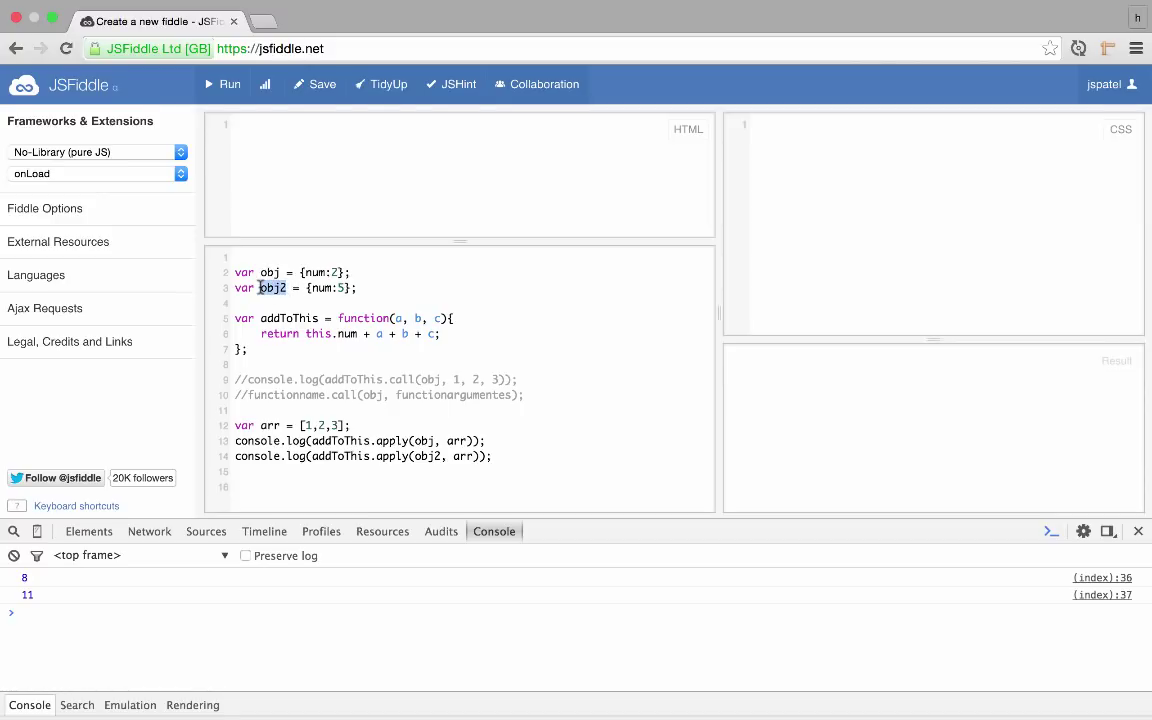 Create a new fiddle - JSFi
h
JSFiddle Ltd [GB] https://jsfiddle.net
JSFiddle
Run
Save
TidyUp
JSHint
Collaboration
jspatel
Frameworks & Extensions
No-Library (pure JS)
onLoad
Fiddle Options
External Resources
Languages
Ajax Requests
Legal, Credits and Links
Follow @jsfiddle
20K followers
7 Keyboard shortcuts
1
HTML
1
CSS
1
2 var obj = {num:2};
3 var obj2 = {num:5};
4
5 var addToThis = function(a, b, c){
6 return this.num + a + b + c;
7 };
8
9 //console.log(addToThis.call(obj, 1, 2, 3));
10 //functionname.call(obj, functionargumentes);
11
12 var arr = [1,2,3];
13 console.log(addToThis.apply(obj, arr));
14 console.log(addToThis.apply(obj2, arr));
15
16
Result
Elements Network Sources Timeline Profiles Resources Audits Console
<top frame> Preserve log
8 (index):36
11 (index):37
>
Console Search Emulation Rendering